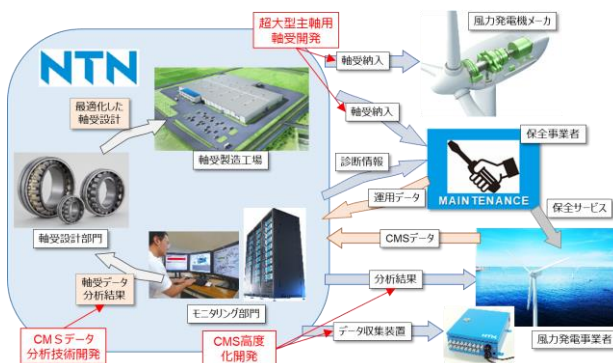 超大型主軸用
軸受開発
風力発電機メーカ
NTN
軸受納入
最適化した
軸受設計
軸受納入
保全事業者
軸受製造工場
診断情報
MAINTENANCE
運用データ
保全サービス
軸受設計部門
CMSデータ
軸受データ
分析結果
分析結果
モニタリング部門
CMSデータ
分析技術開発
CMS高度
化開発
データ収集装置
NTN
風力発電事業者